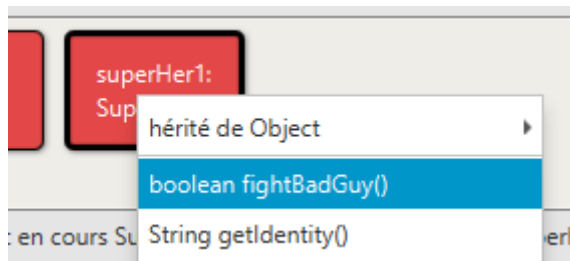 superHer1:
Sup
hérité de Object
boolean fightBadGuy()
en cours Su
String getIdentity()